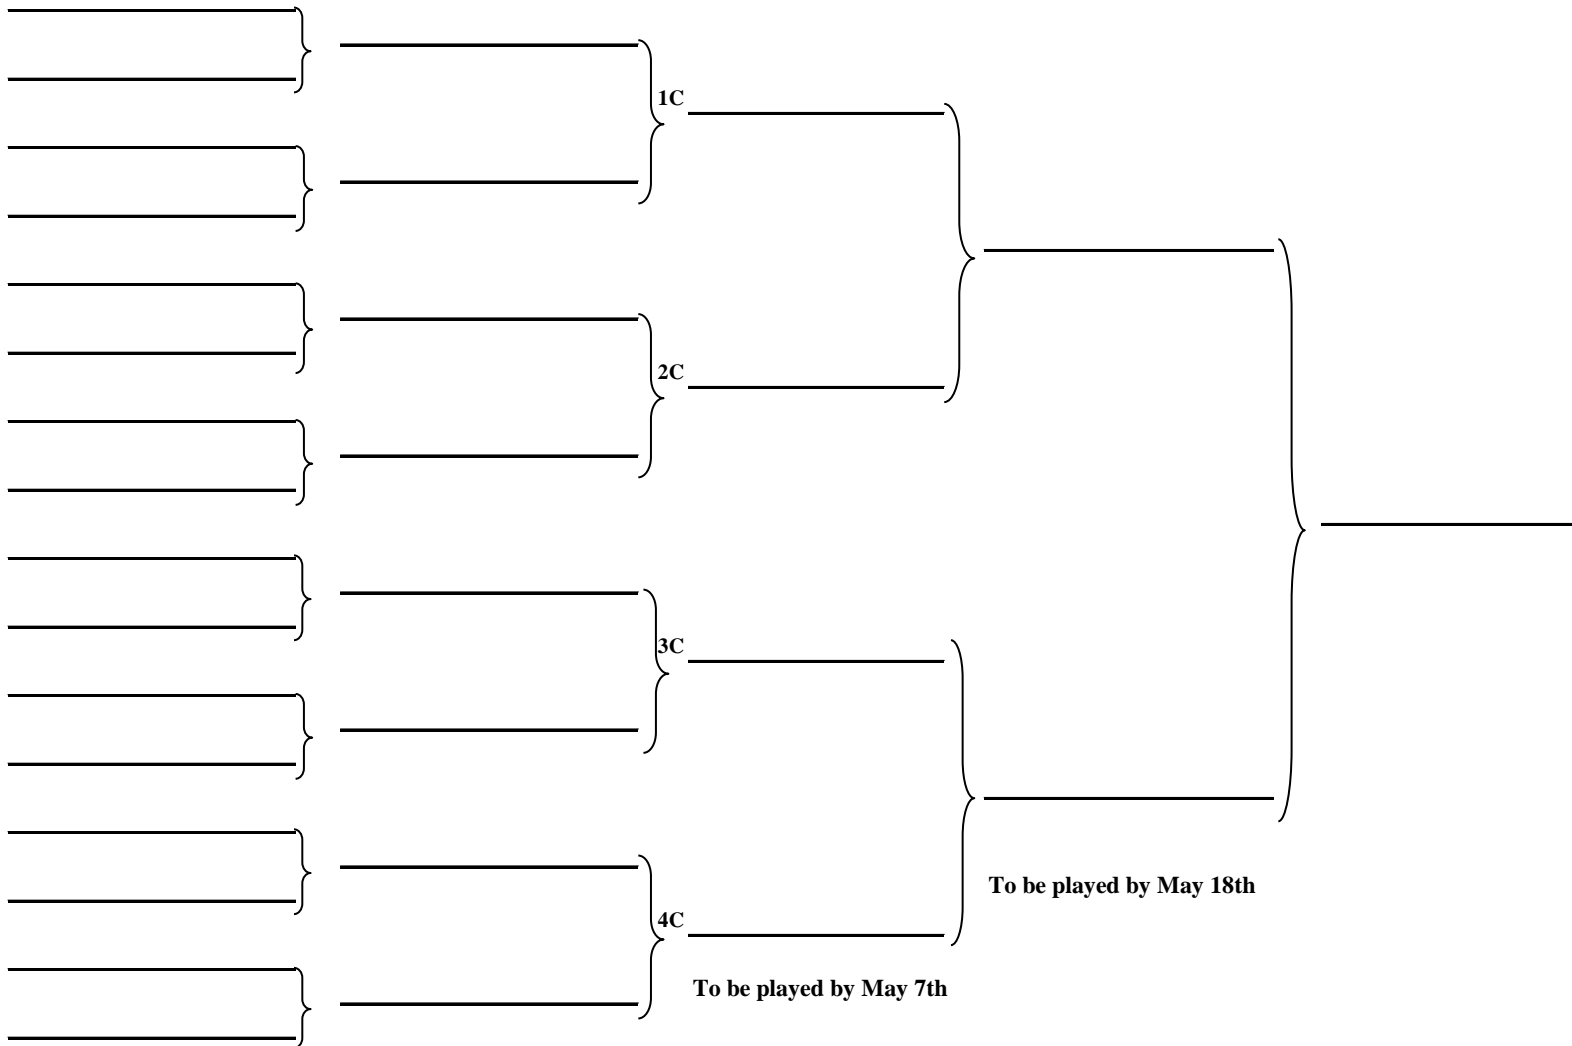 1C
2C
3C
4C
To be played by May 18th
To be played by May 7th